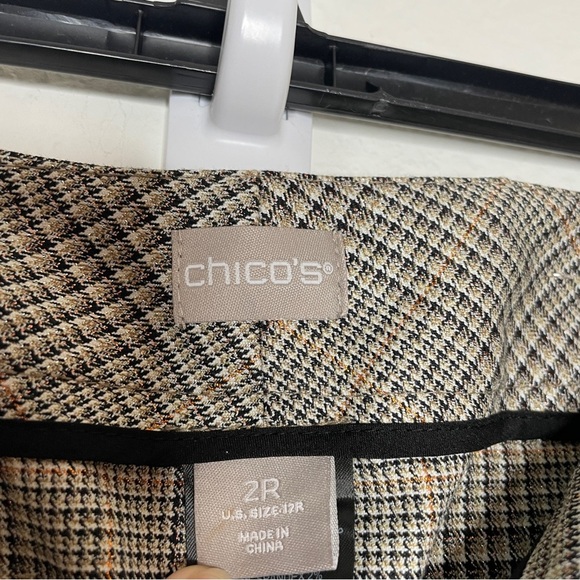 chico's®
2R
U.S. SIZE:12R
MADE IN
CHINA